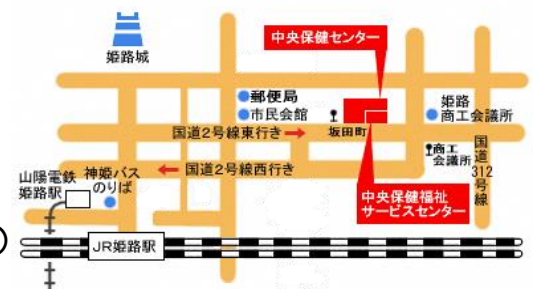 中央保健センター
姫路城
郵便局
市民会館
姫路
商工会議所
国道2号線東行き
坂田町
商工
会議所
国道312号線
国道2号線西行き
神姫バス
のりば
山陽電鉄
姫路駅
中央保健福祉
サービスセンター
JR姫路駅